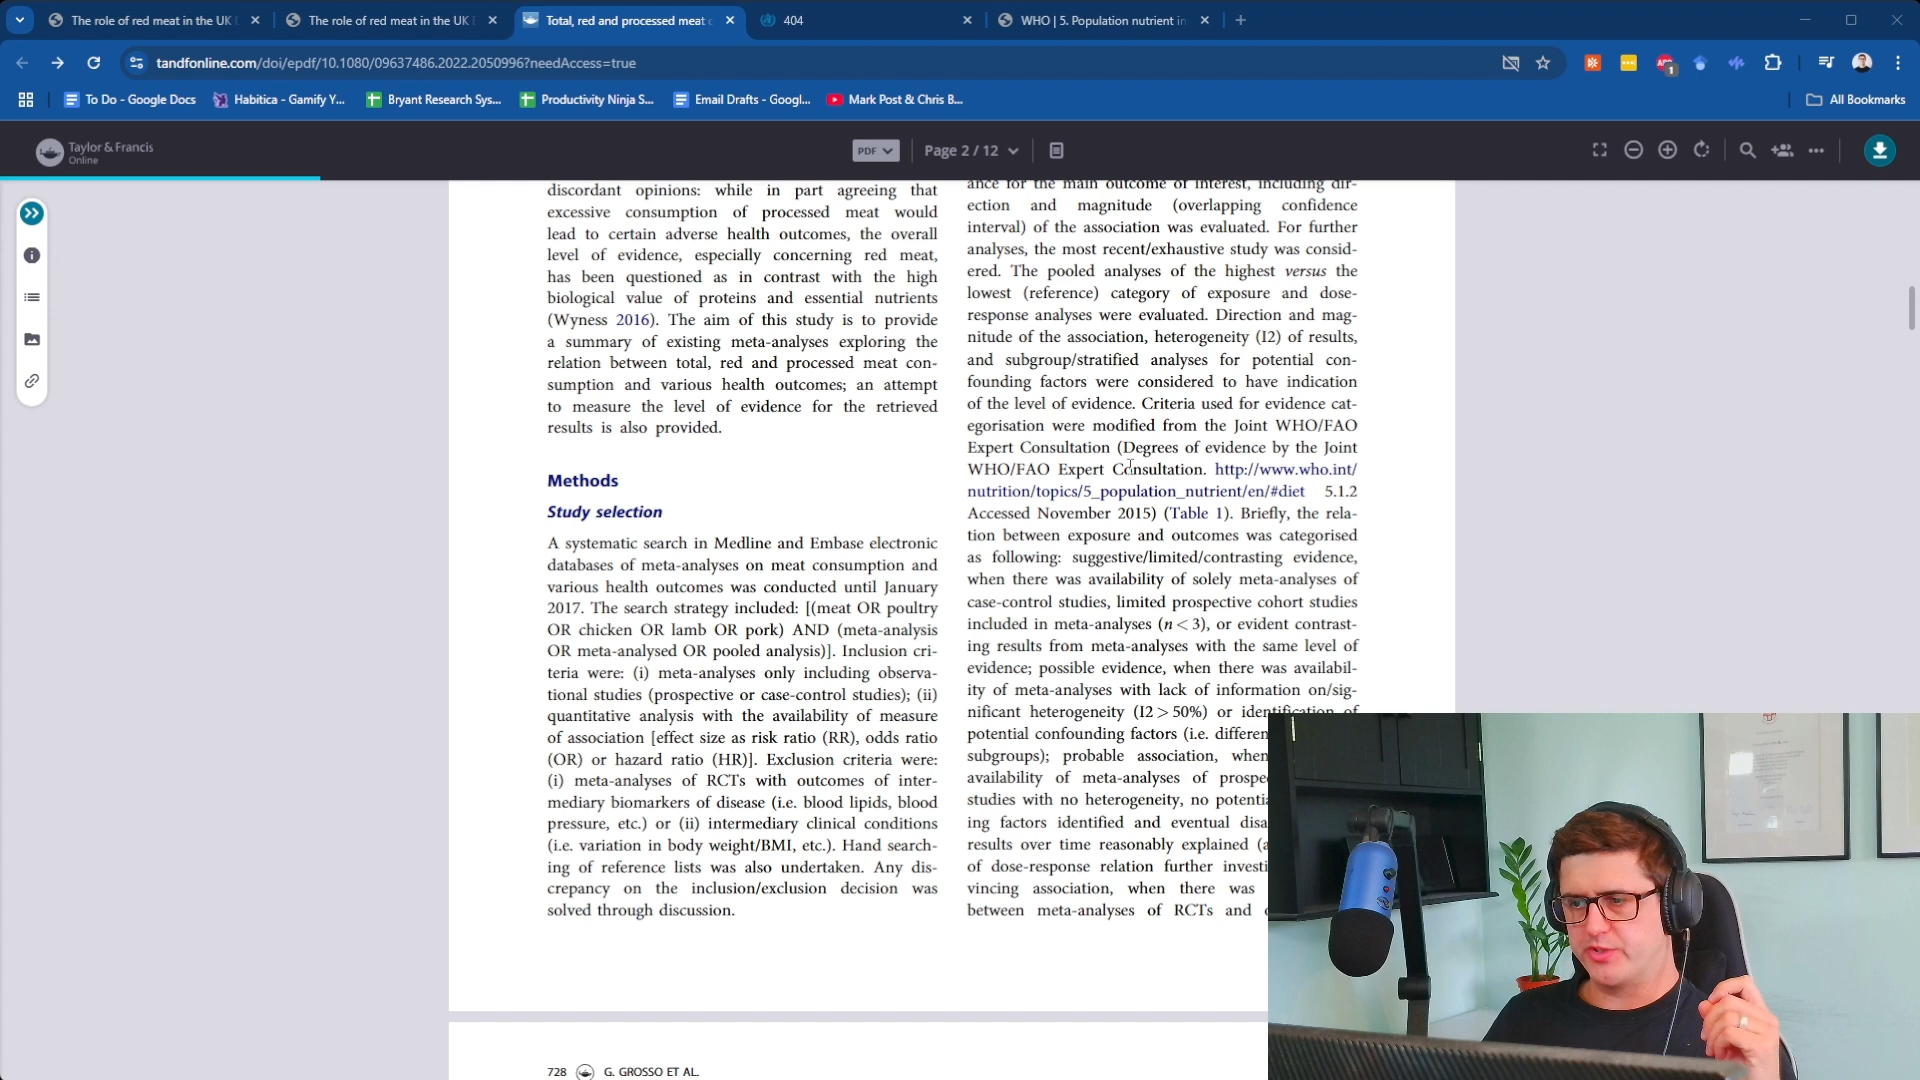 The role of red meat in the UK
The role of red meat in the UK
Total, red and processed meat
404
WHO | 5. Population nutrient in
tandfonline.com/doi/epdf/10.1080/09637486.2022.2050996?needAccess=true
To Do - Google Docs
Habitica - Gamify Y...
Bryant Research Sys...
Productivity Ninja S...
Email Drafts - Googl...
Mark Post & Chris B...
All Bookmarks
Taylor & Francis
Online
PDF
Page 2 / 12
discordant opinions: while in part agreeing that
excessive consumption of processed meat would
lead to certain adverse health outcomes, the overall
level of evidence, especially concerning red meat,
has been questioned as in contrast with the high
biological value of proteins and essential nutrients
(Wyness 2016). The aim of this study is to provide
a summary of existing meta-analyses exploring the
relation between total, red and processed meat con-
sumption and various health outcomes; an attempt
to measure the level of evidence for the retrieved
results is also provided.
Methods
Study selection
A systematic search in Medline and Embase electronic
databases of meta-analyses on meat consumption and
various health outcomes was conducted until January
2017. The search strategy included: [(meat OR poultry
OR chicken OR lamb OR pork) AND (meta-analysis
OR meta-analysed OR pooled analysis)]. Inclusion cri-
teria were: (i) meta-analyses only including observa-
tional studies (prospective or case-control studies); (ii)
quantitative analysis with the availability of measure
of association [effect size as risk ratio (RR), odds ratio
(OR) or hazard ratio (HR)]. Exclusion criteria were:
(i) meta-analyses of RCTs with outcomes of inter-
mediary biomarkers of disease (i.e. blood lipids, blood
pressure, etc.) or (ii) intermediary clinical conditions
(i.e. variation in body weight/BMI, etc.). Hand search-
ing of reference lists was also undertaken. Any dis-
crepancy on the inclusion/exclusion decision was
solved through discussion.
ance for the main outcome of interest, including dir-
ection and magnitude (overlapping confidence
interval) of the association was evaluated. For further
analyses, the most recent/exhaustive study was consid-
ered. The pooled analyses of the highest versus the
lowest (reference) category of exposure and dose-
response analyses were evaluated. Direction and mag-
nitude of the association, heterogeneity (I2) of results,
and subgroup/stratified analyses for potential con-
founding factors were considered to have indication
of the level of evidence. Criteria used for evidence cat-
egorisation were modified from the Joint WHO/FAO
Expert Consultation (Degrees of evidence by the Joint
WHO/FAO Expert Consultation. http://www.who.int/
nutrition/topics/5_population_nutrient/en/#diet 5.1.2
Accessed November 2015) (Table 1). Briefly, the rela-
tion between exposure and outcomes was categorised
as following: suggestive/limited/contrasting evidence,
when there was availability of solely meta-analyses of
case-control studies, limited prospective cohort studies
included in meta-analyses (n < 3), or evident contrast-
ing results from meta-analyses with the same level of
evidence; possible evidence, when there was availabil-
ity of meta-analyses with lack of information on/sig-
nificant heterogeneity (I2 > 50%) or identification of
potential confounding factors (i.e. differen
subgroups); probable association, when
availability of meta-analyses of prospe
studies with no heterogeneity, no potentia
ing factors identified and eventual disa
results over time reasonably explained (a
of dose-response relation further investi
vincing association, when there was
between meta-analyses of RCTs and
728 G. GROSSO ET AL.